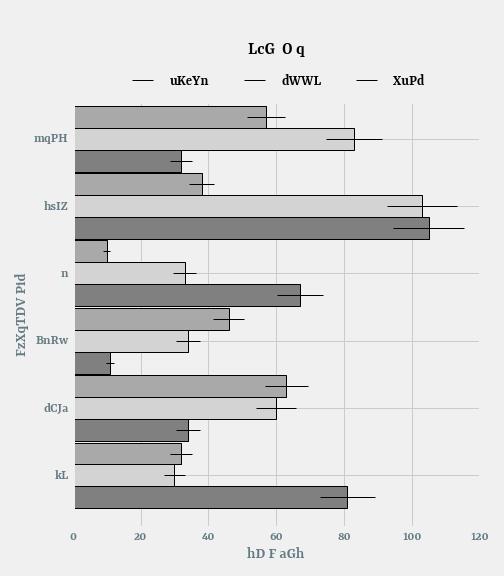 LcG O q
uKeYn dWWL XuPd
mqPH
hsIZ
n
BnRw
dCJa
kL
FzXqTDV Pid
0 20 40 60 80 100 120
hD F aGh